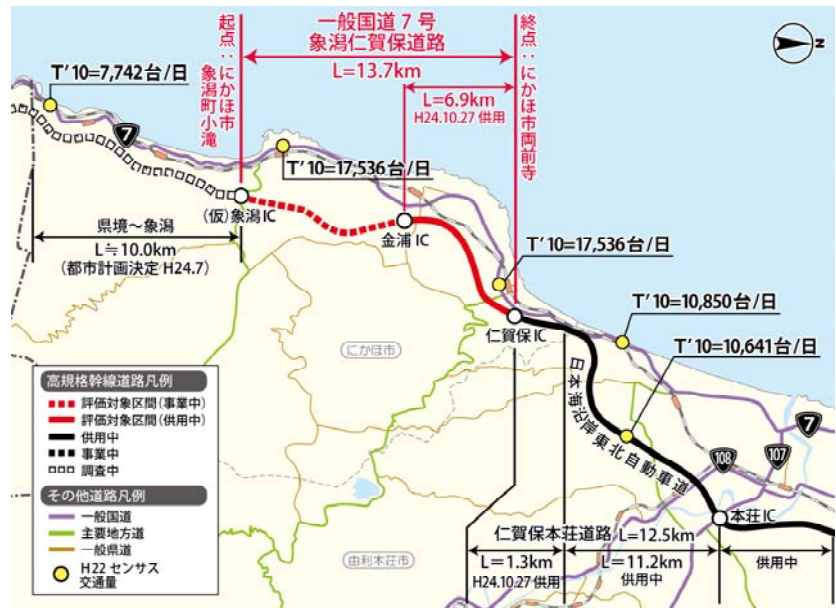 一般国道7号
象潟仁賀保道路
L=13.7km
L=6.9km
H24.10.27 供用
起点：にかほ市
象潟町小滝
終点：にかほ市両前寺
N
T'10=7,742台/日
7
T'10=17,536台/日
(仮)象潟IC
金浦IC
県境～象潟
L≒10.0km
(都市計画決定 H24.7)
T'10=17,536台/日
T'10=10,850台/日
仁賀保IC
T'10=10,641台/日
にかほ市
日本海沿岸東北自動車道
108
107
7
本荘IC
由利本荘市
仁賀保本荘道路 L=12.5km
L=1.3km
H24.10.27 供用
L=11.2km
供用中
供用中
高規格幹線道路凡例
評価対象区間(事業中)
評価対象区間(供用中)
供用中
事業中
調査中
その他道路凡例
一般国道
主要地方道
一般県道
H22 センサス
交通量